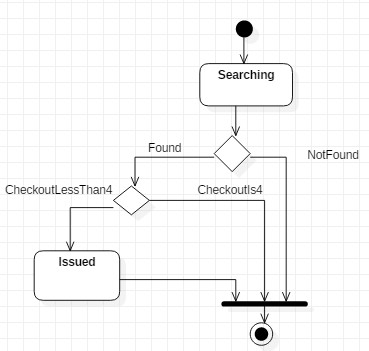 Searching
Found
NotFound
CheckoutLessThan4
CheckoutIs4
Issued